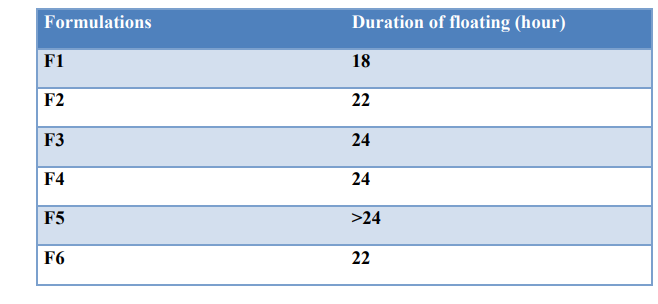 Formulations Duration of floating (hour)
F1 18
F2 22
F3 24
F4 24
F5 >24
F6 22